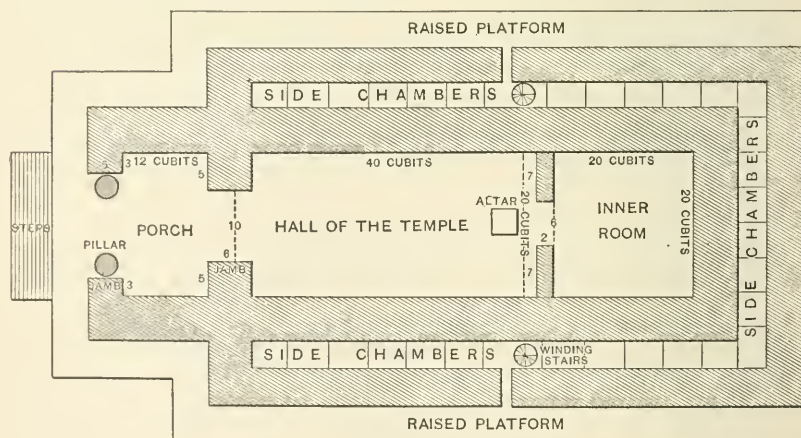 RAISED PLATFORM
SIDE CHAMBERS
5
3
12 CUBITS
5
40 CUBITS
7
20 CUBITS
STEPS
PORCH
10
HALL OF THE TEMPLE
ALTAR
20-CUBITS
6
2
INNER
ROOM
20 CUBITS
SIDE CHAMBERS
PILLAR
6
JAMB
5
JAMB
3
7
SIDE CHAMBERS
WINDING
STAIRS
RAISED PLATFORM